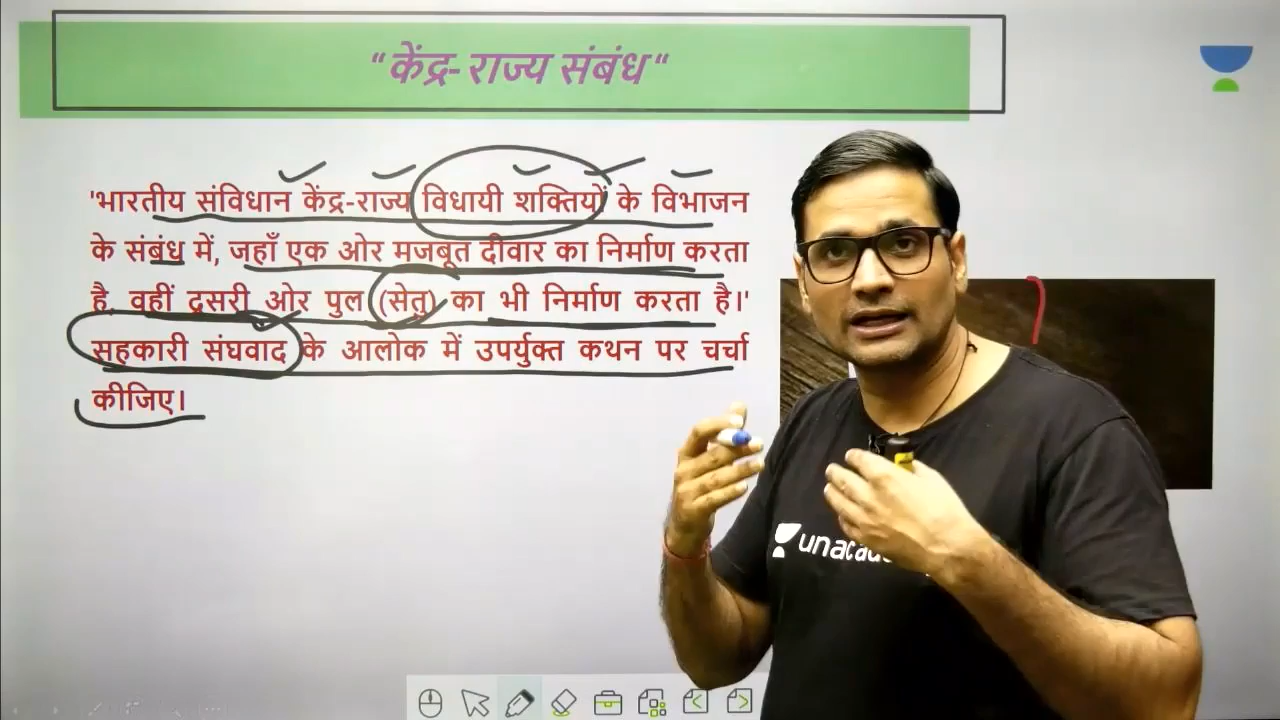 “केंद्र- राज्य संबंध“
'भारतीय संविधान केंद्र-राज्य विधायी शक्तियों के विभाजन
के संबंध में, जहाँ एक ओर मजबूत दीवार का निर्माण करता
है, वहीं दूसरी ओर पुल (सेतु) का भी निर्माण करता है।'
सहकारी संघवाद के आलोक में उपर्युक्त कथन पर चर्चा
कीजिए।